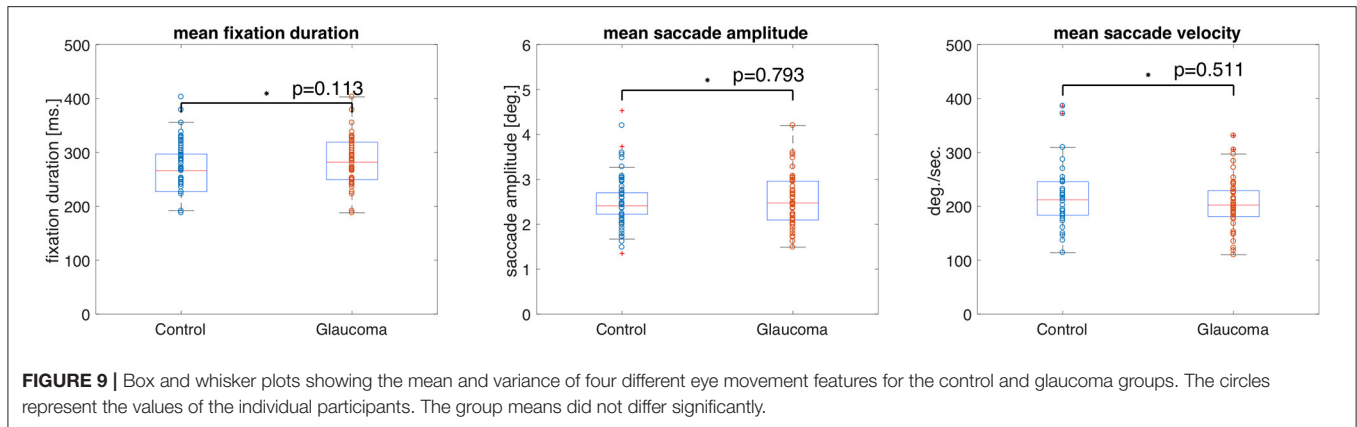 mean fixation duration
500
400
300
200
100
0
fixation duration [ms.]
* p=0.113
Control Glaucoma
mean saccade amplitude
6
5
4
3
2
1
0
saccade amplitude [deg.]
* p=0.793
Control Glaucoma
mean saccade velocity
500
400
300
200
100
0
deg./sec.
* p=0.511
Control Glaucoma
FIGURE 9 | Box and whisker plots showing the mean and variance of four different eye movement features for the control and glaucoma groups. The circles
represent the values of the individual participants. The group means did not differ significantly.